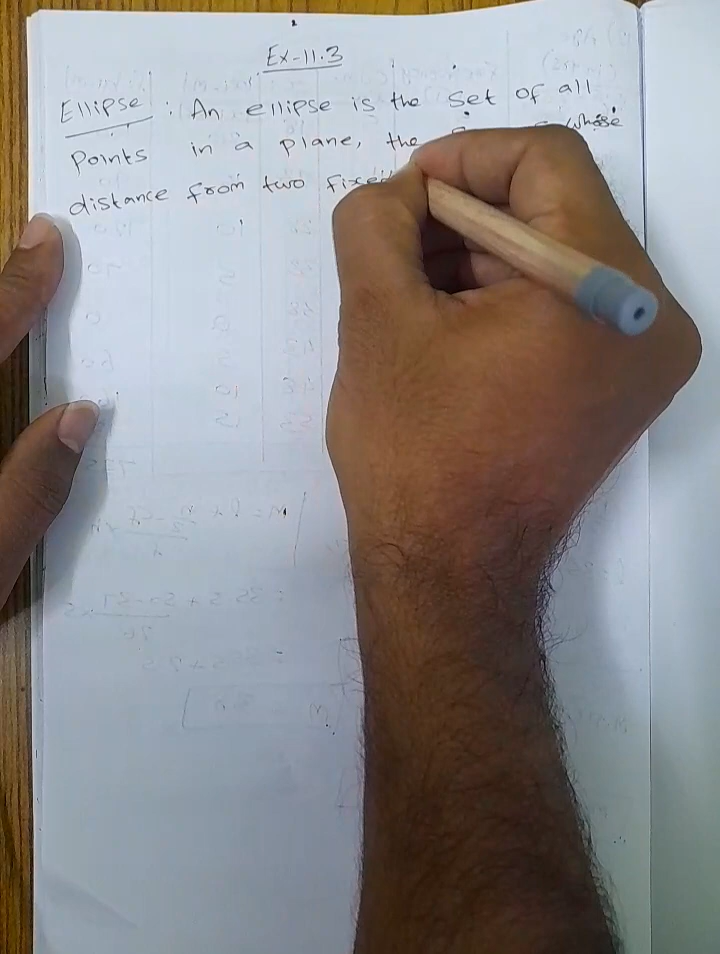 Ex-11.3
Ellipse : An ellipse is the set of all
points in a plane, the whose
distance from two fixed